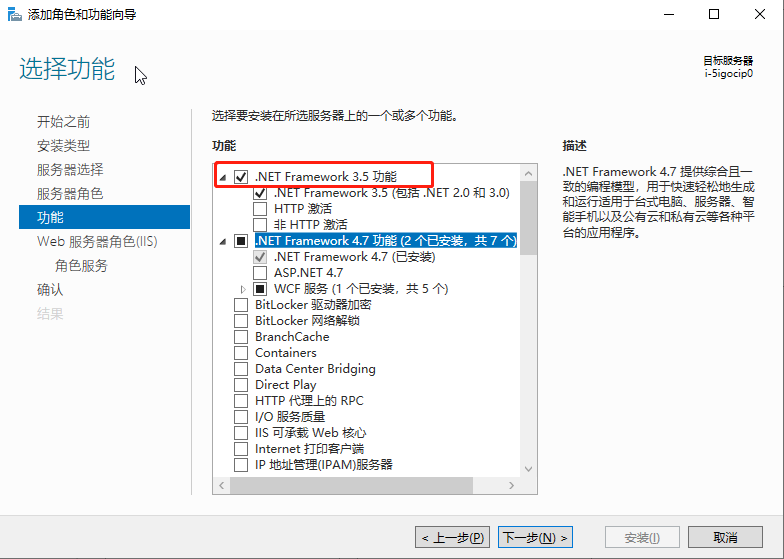 添加角色和功能向导
选择功能
目标服务器
i-5igocip0
开始之前
安装类型
服务器选择
服务器角色
功能
Web 服务器角色(IIS)
角色服务
确认
结果
选择要安装在所选服务器上的一个或多个功能。
功能
.NET Framework 3.5 功能
.NET Framework 3.5 (包括 .NET 2.0 和 3.0)
HTTP 激活
非 HTTP 激活
.NET Framework 4.7 功能 (2 个已安装，共 7 个)
.NET Framework 4.7 (已安装)
ASP.NET 4.7
WCF 服务 (1 个已安装，共 5 个)
BitLocker 驱动器加密
BitLocker 网络解锁
BranchCache
Containers
Data Center Bridging
Direct Play
HTTP 代理上的 RPC
I/O 服务质量
IIS 可承载 Web 核心
Internet 打印客户端
IP 地址管理(IPAM)服务器
描述
.NET Framework 4.7 提供综合且一
致的编程模型，用于快速轻松地生成
和运行适用于台式电脑、服务器、智
能手机以及公有云和私有云等各种平
台的应用程序。
< 上一步(P)
下一步(N) >
安装(I)
取消